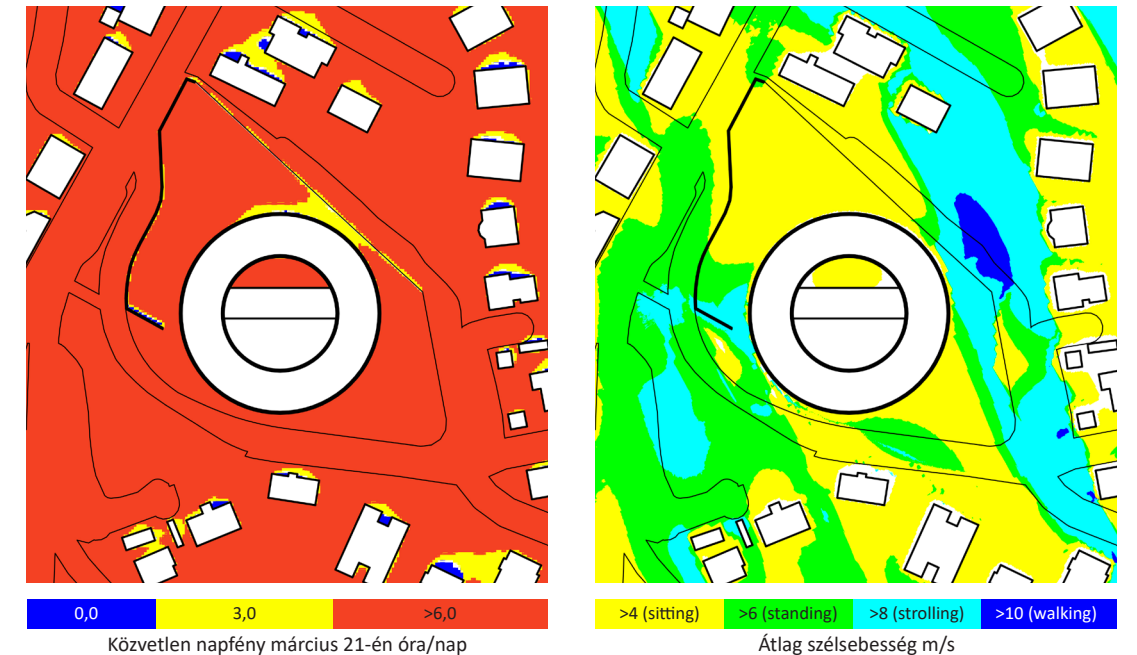 0,0 3,0 >6,0
Közvetlen napfény március 21-én óra/nap
>4 (sitting) >6 (standing) >8 (strolling) >10 (walking)
Átlag szélsebesség m/s